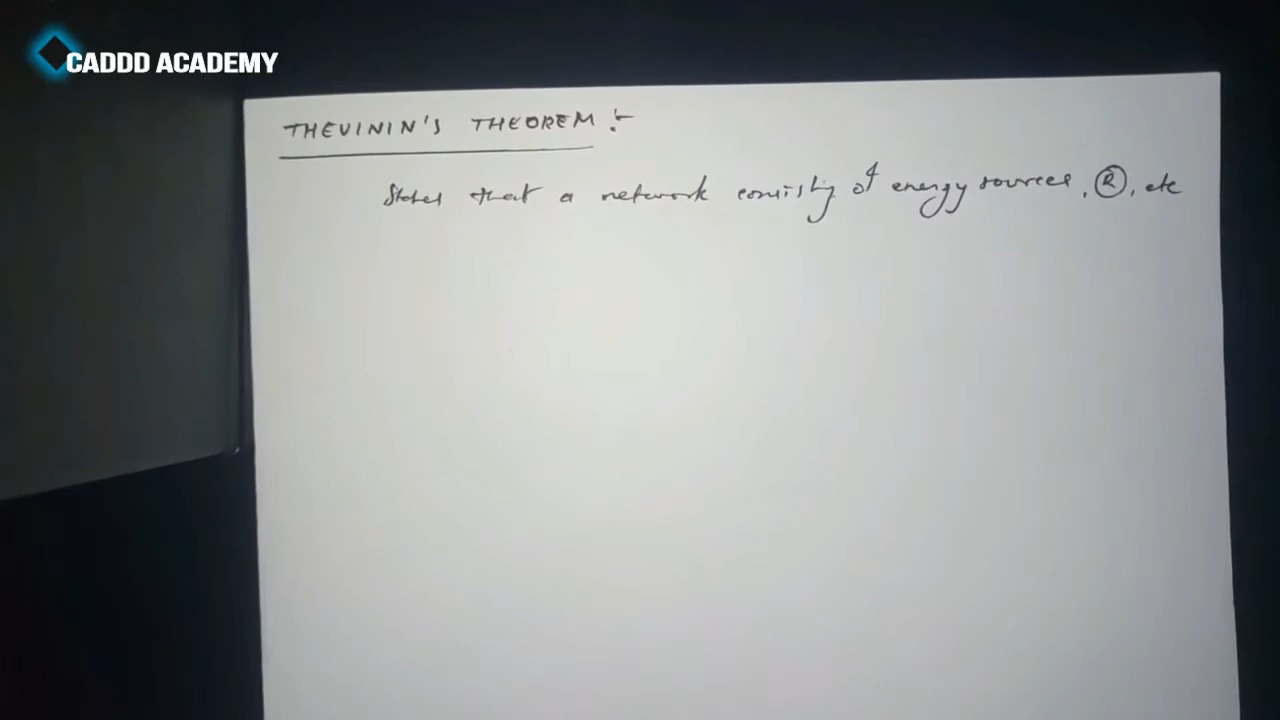 CADDD ACADEMY
THEVININ'S THEOREM :-
States that a network consisting of energy sources, Ⓡ, etc